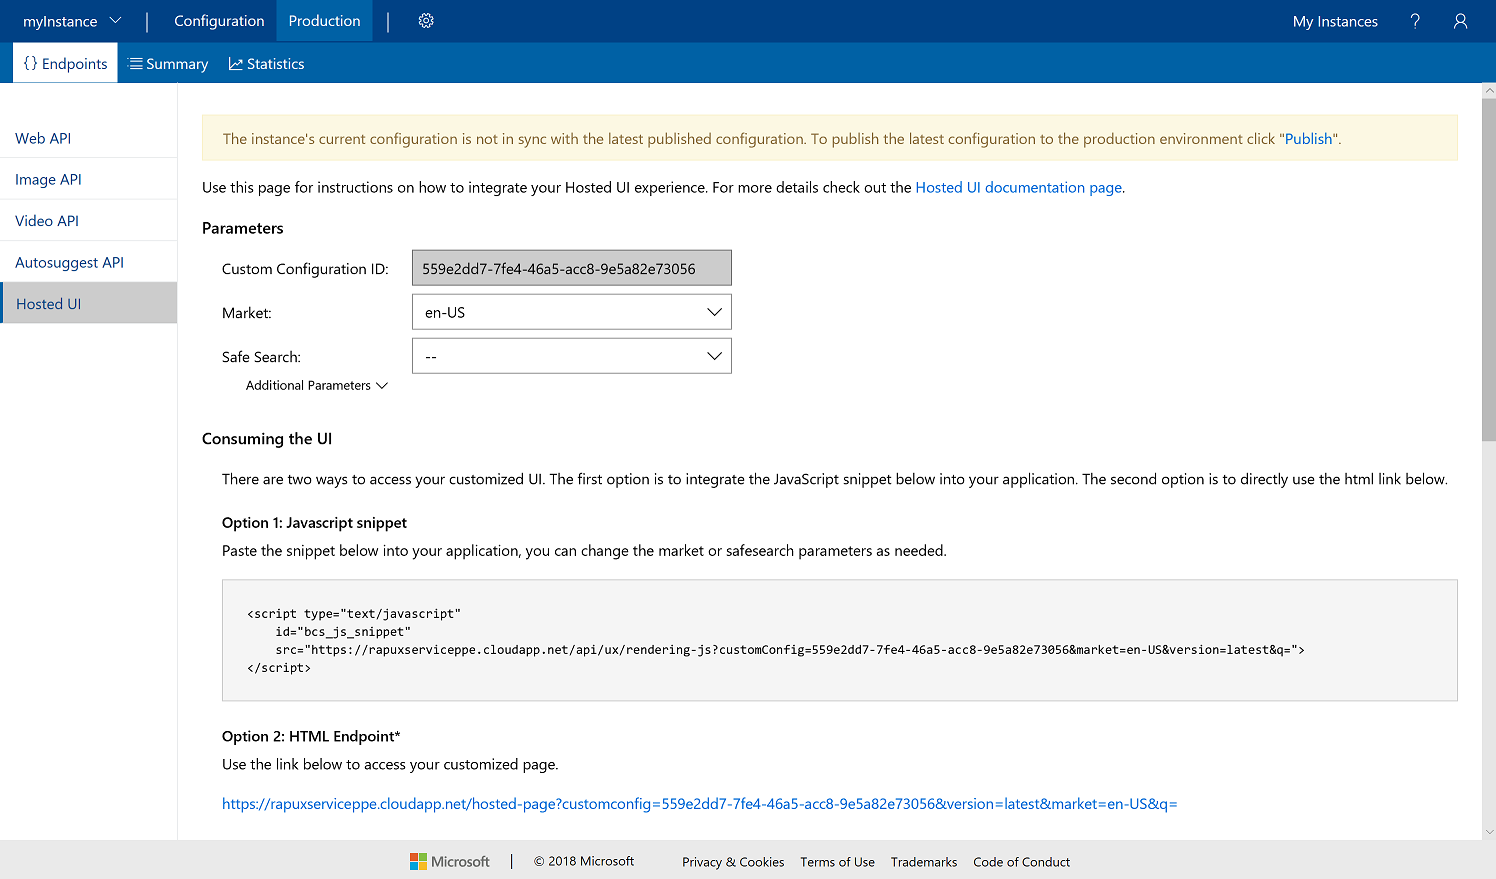 myInstance
Configuration
Production
My Instances
?
{} Endpoints
Summary
Statistics
Web API
Image API
Video API
Autosuggest API
Hosted UI
The instance's current configuration is not in sync with the latest published configuration. To publish the latest configuration to the production environment click "Publish".
Use this page for instructions on how to integrate your Hosted UI experience. For more details check out the Hosted UI documentation page.
Parameters
Custom Configuration ID: 559e2dd7-7fe4-46a5-acc8-9e5a82e73056
Market: en-US
Safe Search: --
Additional Parameters
Consuming the UI
There are two ways to access your customized UI. The first option is to integrate the JavaScript snippet below into your application. The second option is to directly use the html link below.
Option 1: Javascript snippet
Paste the snippet below into your application, you can change the market or safesearch parameters as needed.
<script type="text/javascript"
id="bcs_js_snippet"
src="https://rapuxserviceppe.cloudapp.net/api/ux/rendering-js?customConfig=559e2dd7-7fe4-46a5-acc8-9e5a82e73056&market=en-US&version=latest&q=">
</script>
Option 2: HTML Endpoint*
Use the link below to access your customized page.
https://rapuxserviceppe.cloudapp.net/hosted-page?customconfig=559e2dd7-7fe4-46a5-acc8-9e5a82e73056&version=latest&market=en-US&q=
Microsoft
© 2018 Microsoft
Privacy & Cookies
Terms of Use
Trademarks
Code of Conduct